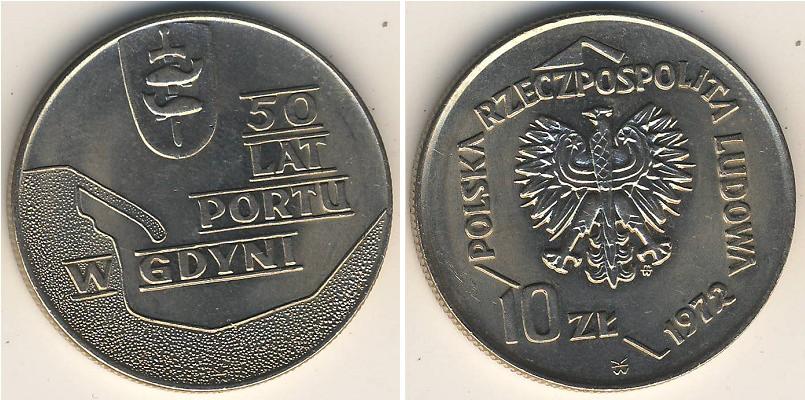 50
LAT
PORTU
W GDYNI
POLSKA RZECZPOSPOLITA LUDOWA
10 ZŁ 1972